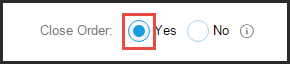 Close Order: Yes No